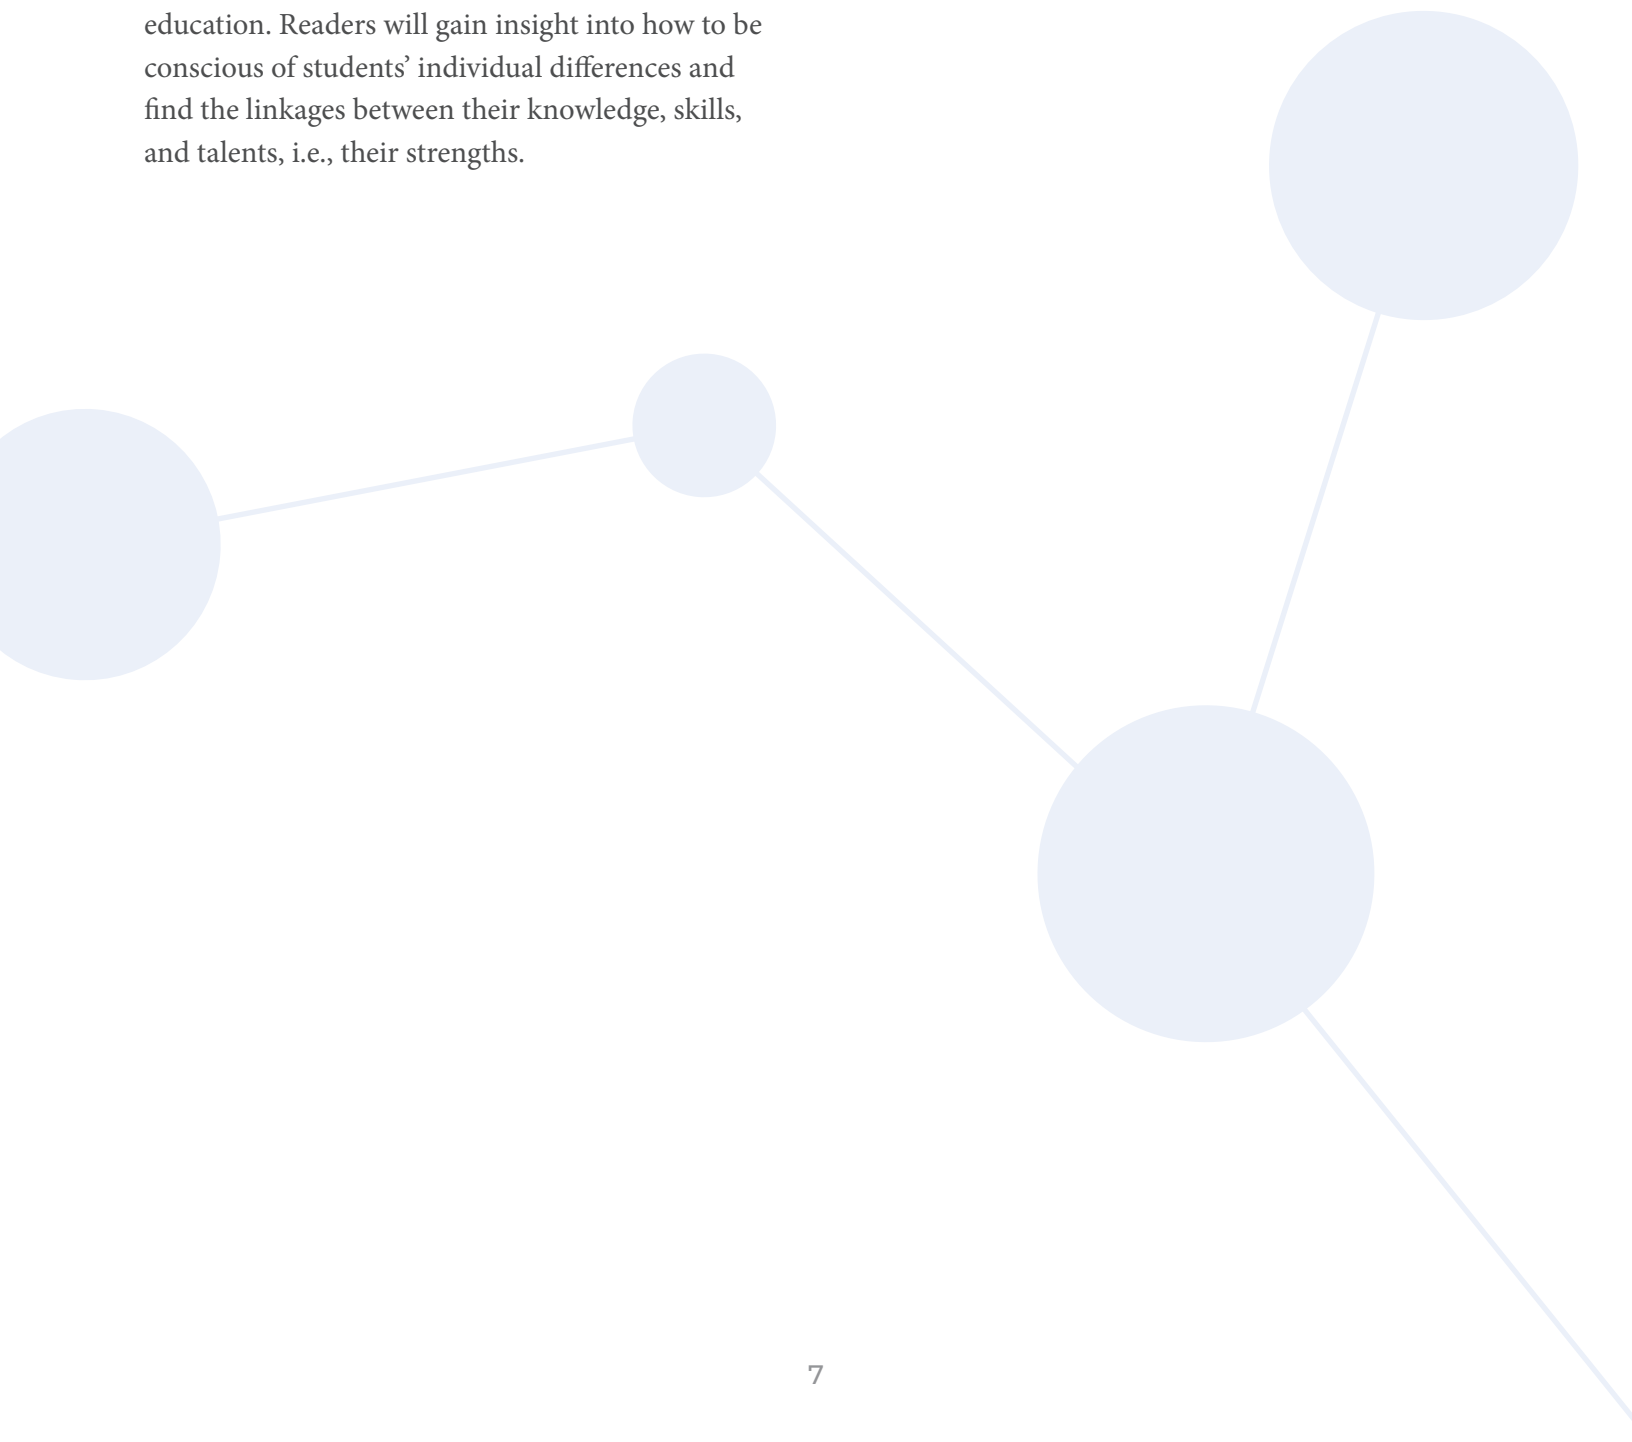 education. Readers will gain insight into how to be
conscious of students’ individual differences and
find the linkages between their knowledge, skills,
and talents, i.e., their strengths.
7